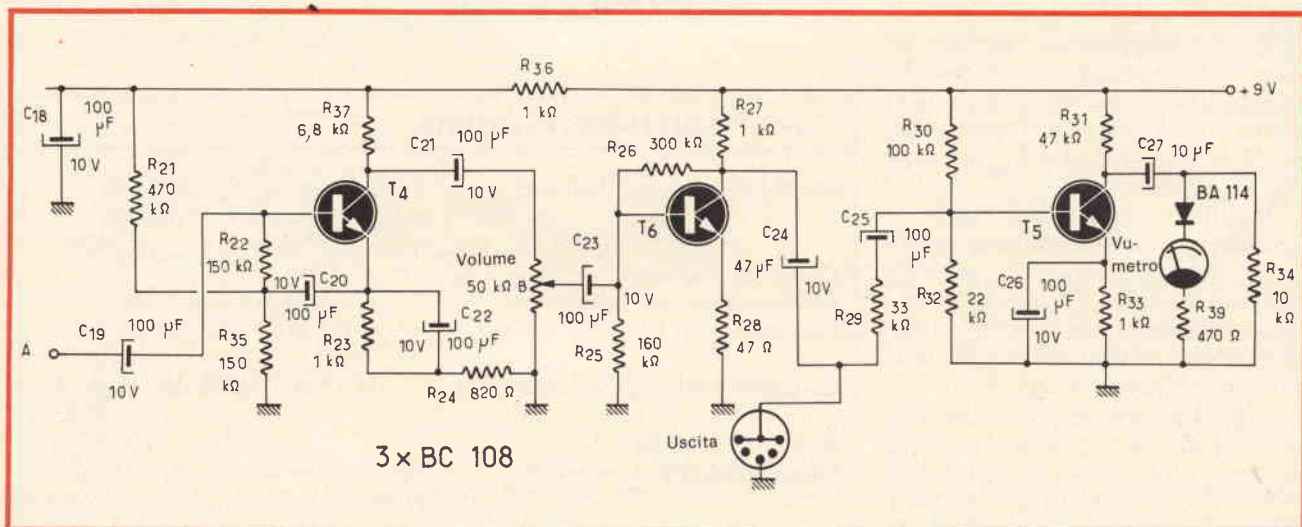 R36
1 kΩ
+ 9 V
C18
100
µF
10 V
R21
470
kΩ
R37
6,8 kΩ
C21
100 µF
10 V
T4
R22
150 kΩ
10 V
C20
100 µF
C19
100 µF
A
10 V
R35
150
kΩ
R23
1 kΩ
C22
10 V
100 µF
R24
820 Ω
Volume
50 kΩ B
C23
10 V
100 µF
R26
300 kΩ
R27
1 kΩ
T6
R25
160
kΩ
R28
47 Ω
C24
47 µF
10 V
C25
100
µF
R29
33
kΩ
R30
100 kΩ
R32
22
kΩ
R31
47 kΩ
C27
10 µF
T5
BA 114
Vu-
metro
C26
100
µF
10 V
R33
1 kΩ
R39
470 Ω
R34
10
kΩ
Uscita
3 x BC 108